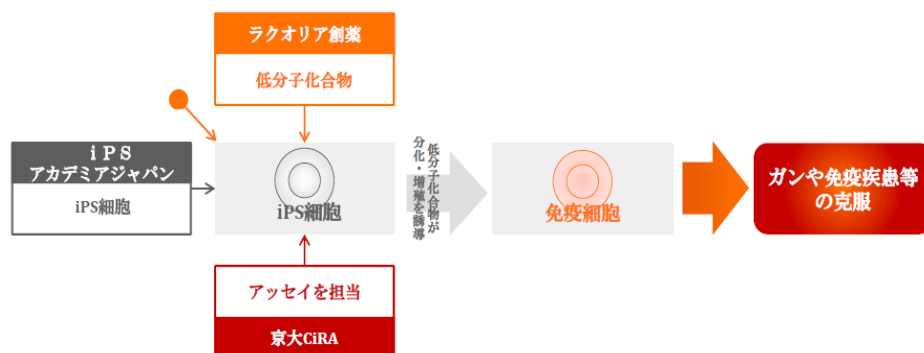 ラクオリア創薬
低分子化合物
iPS
アカデミアジャパン
iPS細胞
iPS細胞
低分子化合物が
分化・増殖を誘導
免疫細胞
ガンや免疫疾患等
の克服
アッセイを担当
京大CiRA